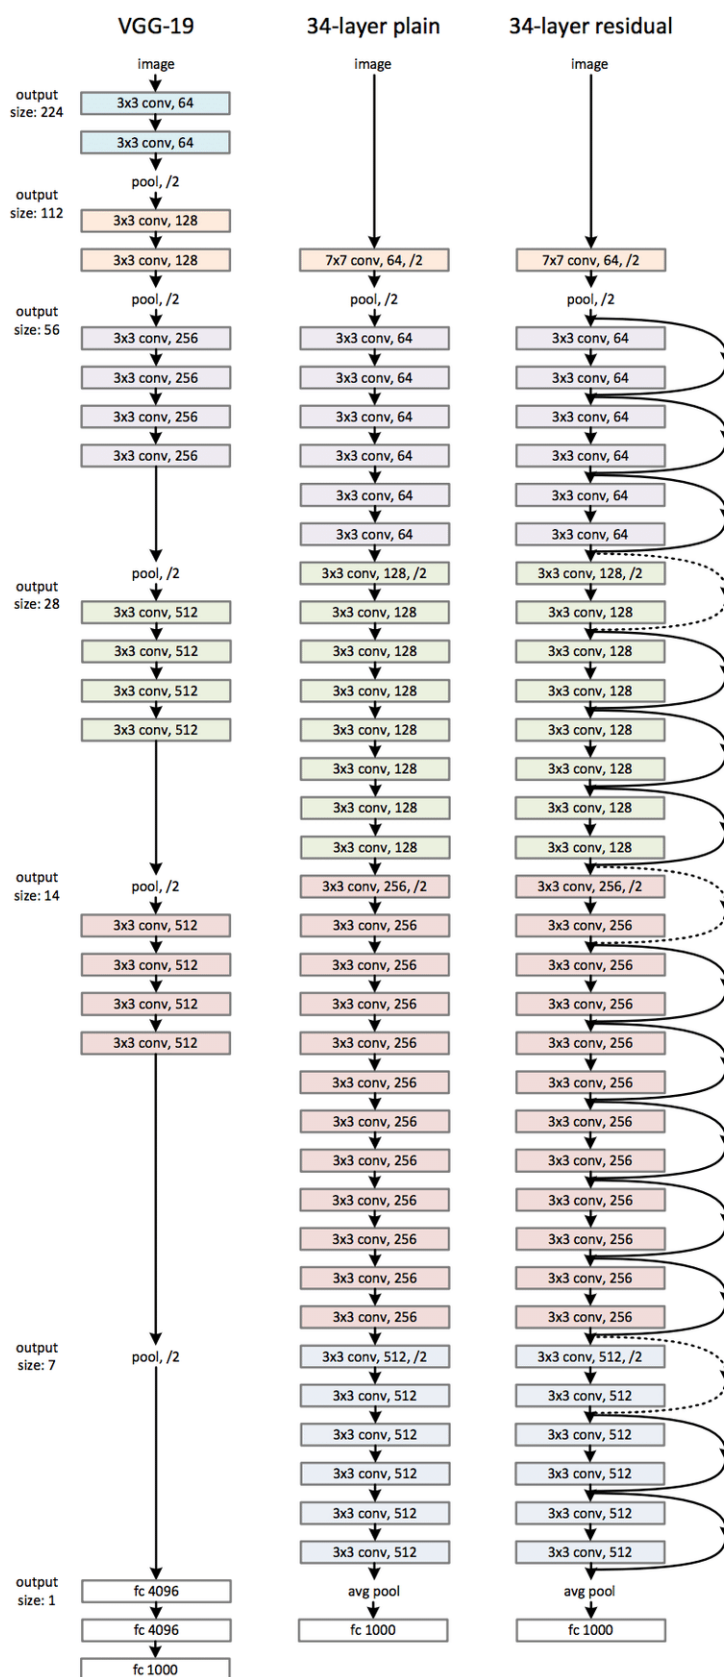 VGG-19
image
output
size: 224
3x3 conv, 64
3x3 conv, 64
pool, /2
output
size: 112
3x3 conv, 128
3x3 conv, 128
pool, /2
output
size: 56
3x3 conv, 256
3x3 conv, 256
3x3 conv, 256
3x3 conv, 256
pool, /2
output
size: 28
3x3 conv, 512
3x3 conv, 512
3x3 conv, 512
3x3 conv, 512
pool, /2
output
size: 14
3x3 conv, 512
3x3 conv, 512
3x3 conv, 512
3x3 conv, 512
output
size: 7
pool, /2
output
size: 1
fc 4096
fc 4096
fc 1000
34-layer plain
image
7x7 conv, 64, /2
pool, /2
3x3 conv, 64
3x3 conv, 64
3x3 conv, 64
3x3 conv, 64
3x3 conv, 64
3x3 conv, 64
3x3 conv, 128, /2
3x3 conv, 128
3x3 conv, 128
3x3 conv, 128
3x3 conv, 128
3x3 conv, 128
3x3 conv, 128
3x3 conv, 128
3x3 conv, 256, /2
3x3 conv, 256
3x3 conv, 256
3x3 conv, 256
3x3 conv, 256
3x3 conv, 256
3x3 conv, 256
3x3 conv, 256
3x3 conv, 256
3x3 conv, 256
3x3 conv, 256
3x3 conv, 256
3x3 conv, 512, /2
3x3 conv, 512
3x3 conv, 512
3x3 conv, 512
3x3 conv, 512
3x3 conv, 512
avg pool
fc 1000
34-layer residual
image
7x7 conv, 64, /2
pool, /2
3x3 conv, 64
3x3 conv, 64
3x3 conv, 64
3x3 conv, 64
3x3 conv, 64
3x3 conv, 64
3x3 conv, 128, /2
3x3 conv, 128
3x3 conv, 128
3x3 conv, 128
3x3 conv, 128
3x3 conv, 128
3x3 conv, 128
3x3 conv, 128
3x3 conv, 256, /2
3x3 conv, 256
3x3 conv, 256
3x3 conv, 256
3x3 conv, 256
3x3 conv, 256
3x3 conv, 256
3x3 conv, 256
3x3 conv, 256
3x3 conv, 256
3x3 conv, 256
3x3 conv, 256
3x3 conv, 512, /2
3x3 conv, 512
3x3 conv, 512
3x3 conv, 512
3x3 conv, 512
3x3 conv, 512
avg pool
fc 1000